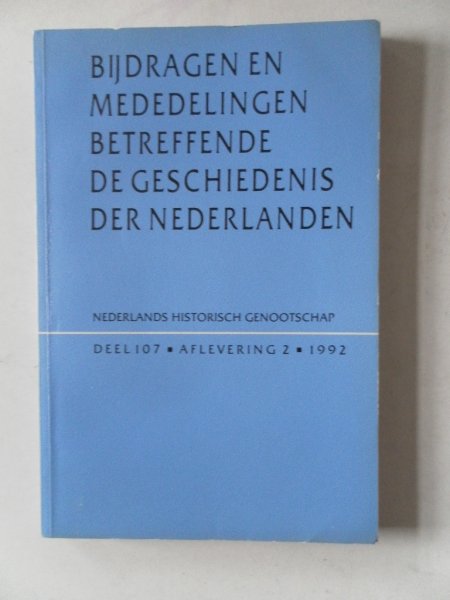 BIJDRAGEN EN
MEDEDELINGEN
BETREFFENDE
DE GESCHIEDENIS
DER NEDERLANDEN
NEDERLANDS HISTORISCH GENOOTSCHAP
DEEL 107 ▪ AFLEVERING 2 ▪ 1992